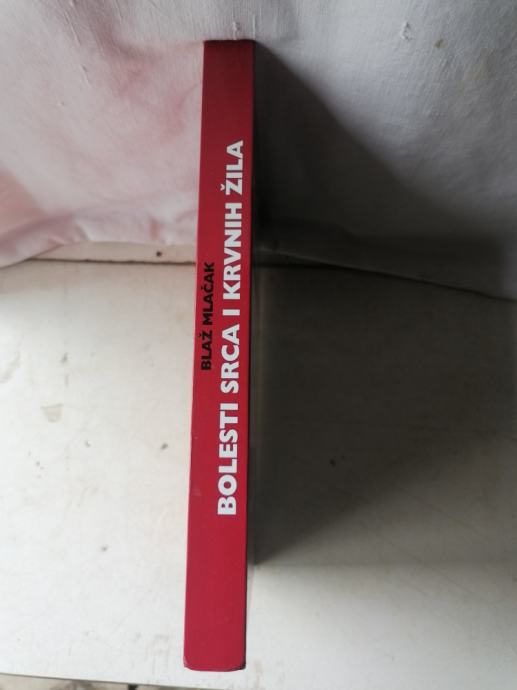 BLAŽ MLAČAK
BOLESTI SRCA I KRVNIH ŽILA